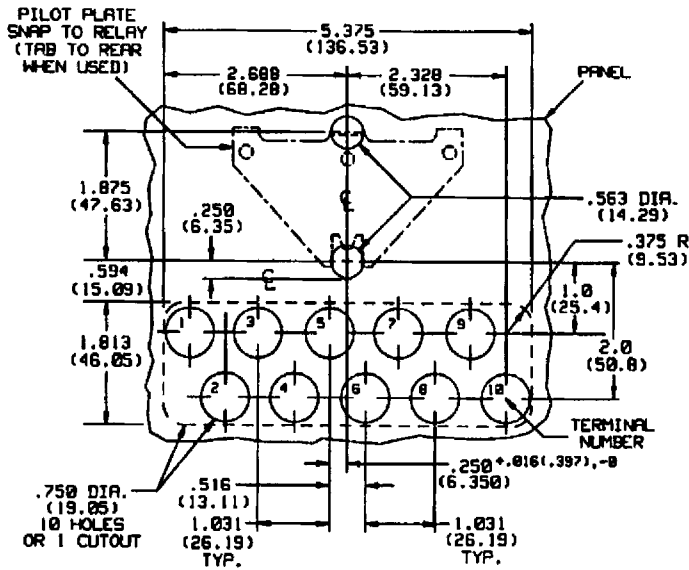 PILOT PLATE
SNAP TO RELAY
(TAB TO REAR
WHEN USED)
5.375
(136.53)
2.688
(68.28)
2.328
(59.13)
PANEL
1.875
(47.63)
.250
(6.35)
℄
℄
.563 DIA.
(14.29)
.375 R
(9.53)
.594
(15.09)
1.0
(25.4)
1.813
(46.05)
2.0
(50.8)
1
3
5
7
9
2
4
6
8
10
TERMINAL
NUMBER
.750 DIA.
(19.05)
10 HOLES
OR 1 CUTOUT
.516
(13.11)
.250 +.016(.397),-0
(6.350)
1.031
(26.19)
TYP.
1.031
(26.19)
TYP.